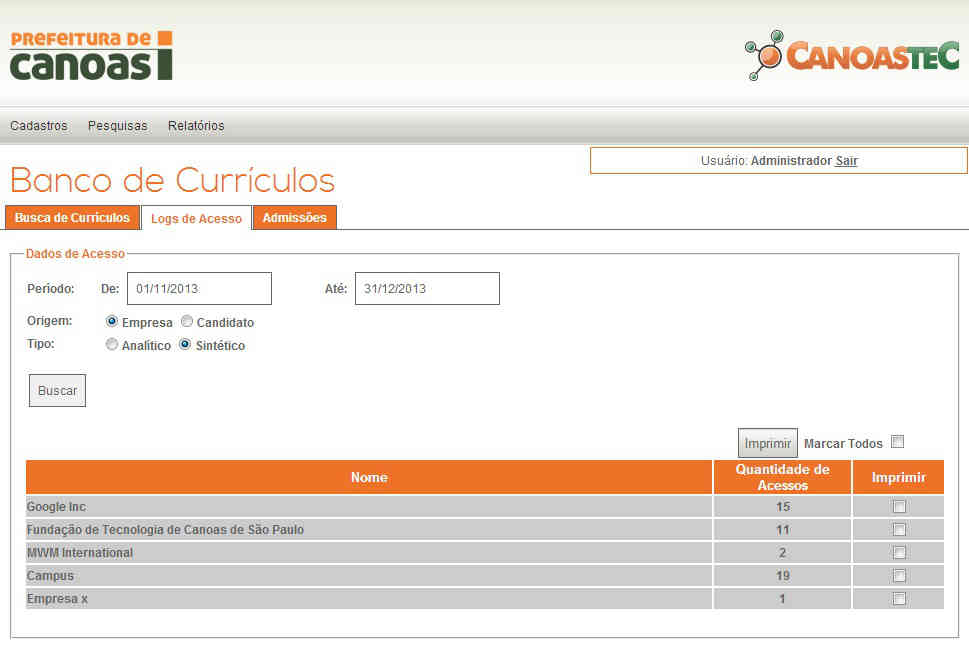 PREFEITURA DE
canoas
CANOASTEC
Cadastros Pesquisas Relatórios
Usuário: Administrador Sair
Banco de Currículos
Busca de Currículos Logs de Acesso Admissões
Dados de Acesso
Período: De: 01/11/2013 Até: 31/12/2013
Origem: Empresa Candidato
Tipo: Analítico Sintético
Buscar
Imprimir Marcar Todos
Nome Quantidade de Acessos Imprimir
Google Inc 15
Fundação de Tecnologia de Canoas de São Paulo 11
MWM International 2
Campus 19
Empresa x 1